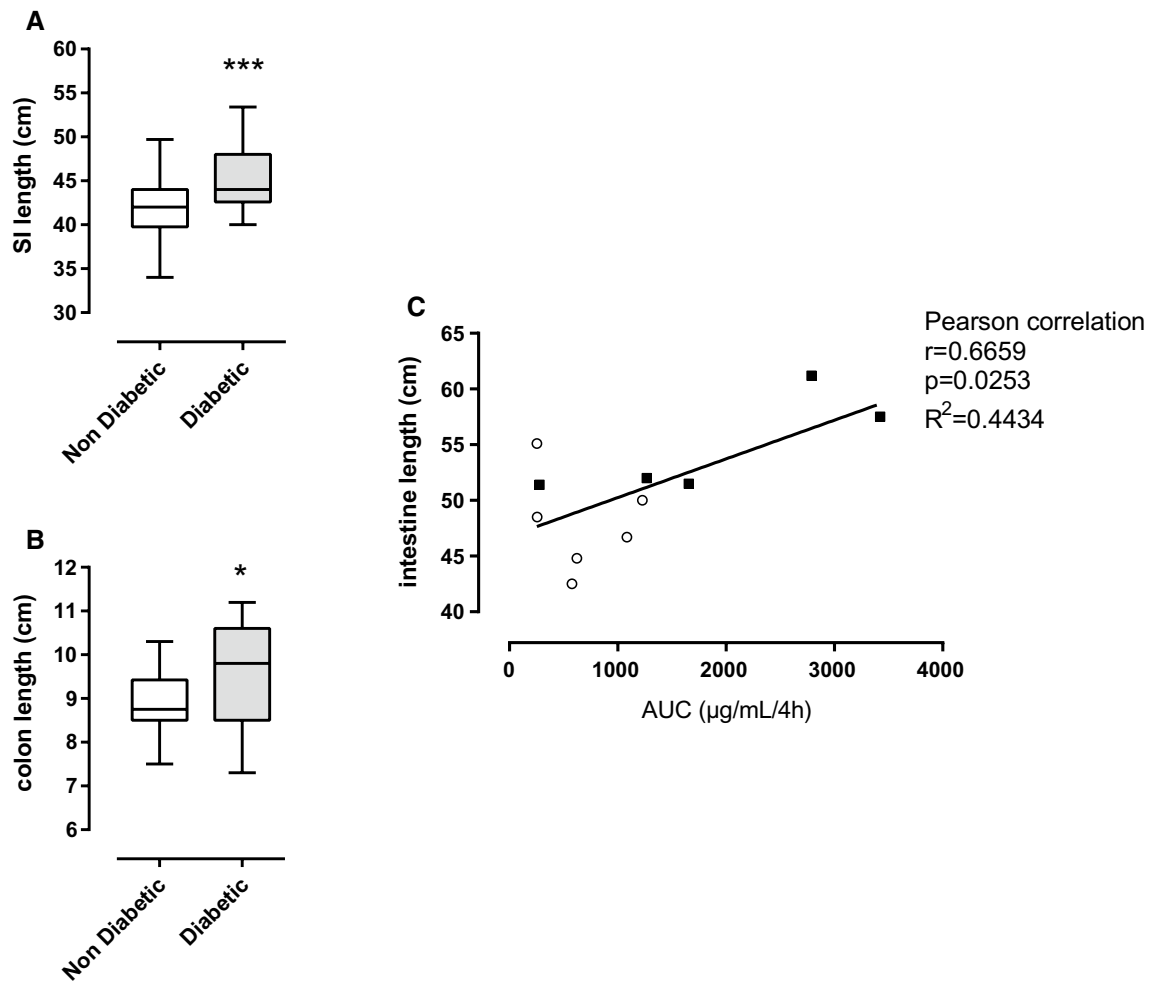 A
SI length (cm)
60
55
50
45
40
35
30
***
Non Diabetic
Diabetic
B
colon length (cm)
12
11
10
9
8
7
6
*
Non Diabetic
Diabetic
C
intestine length (cm)
65
60
55
50
45
40
0 1000 2000 3000 4000
AUC (µg/mL/4h)
Pearson correlation
r=0.6659
p=0.0253
R²=0.4434